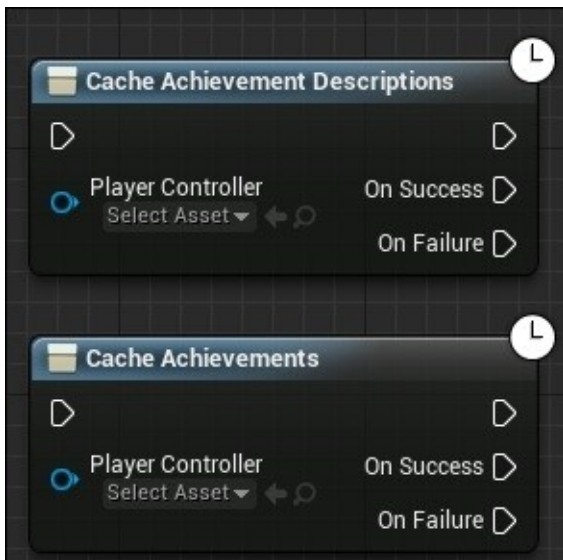 Cache Achievement Descriptions
Player Controller
On Success
Select Asset
On Failure
Cache Achievements
Player Controller
On Success
Select Asset
On Failure